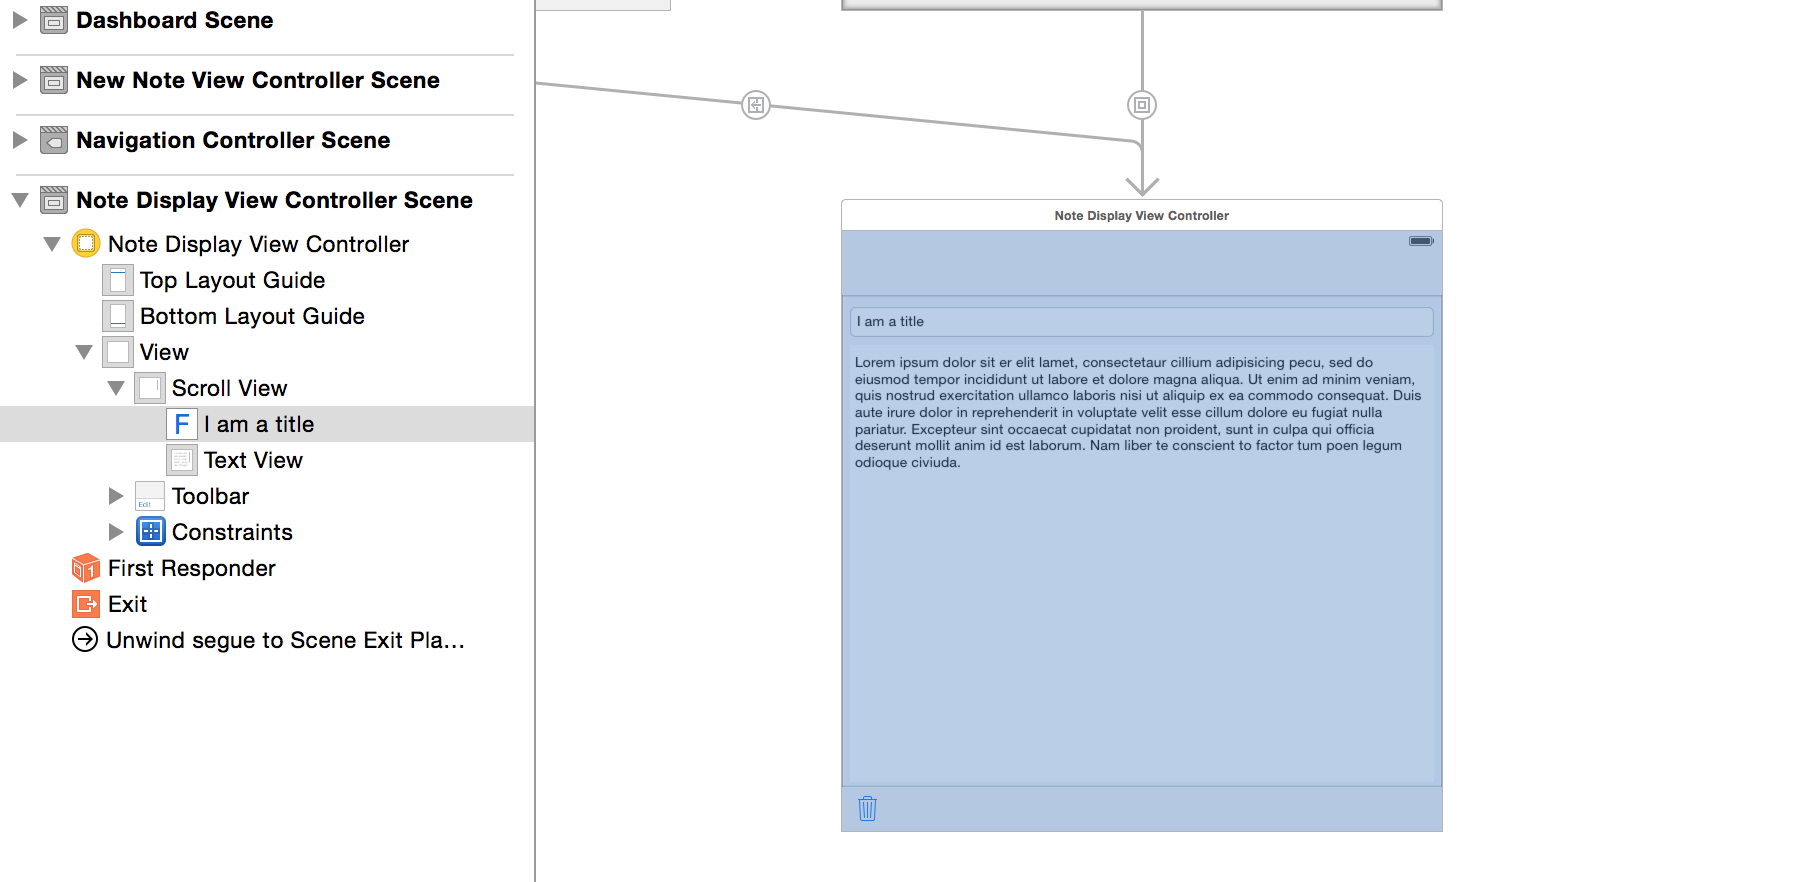 Dashboard Scene
New Note View Controller Scene
Navigation Controller Scene
Note Display View Controller Scene
Note Display View Controller
Top Layout Guide
Bottom Layout Guide
View
Scroll View
F I am a title
Text View
Edit Toolbar
Constraints
1 First Responder
Exit
Unwind segue to Scene Exit Pla...
Note Display View Controller
I am a title
Lorem ipsum dolor sit er elit lamet, consectetaur cillium adipisicing pecu, sed do
eiusmod tempor incididunt ut labore et dolore magna aliqua. Ut enim ad minim veniam,
quis nostrud exercitation ullamco laboris nisi ut aliquip ex ea commodo consequat. Duis
aute irure dolor in reprehenderit in voluptate velit esse cillum dolore eu fugiat nulla
pariatur. Excepteur sint occaecat cupidatat non proident, sunt in culpa qui officia
deserunt mollit anim id est laborum. Nam liber te conscient to factor tum poen legum
odioque civiuda.